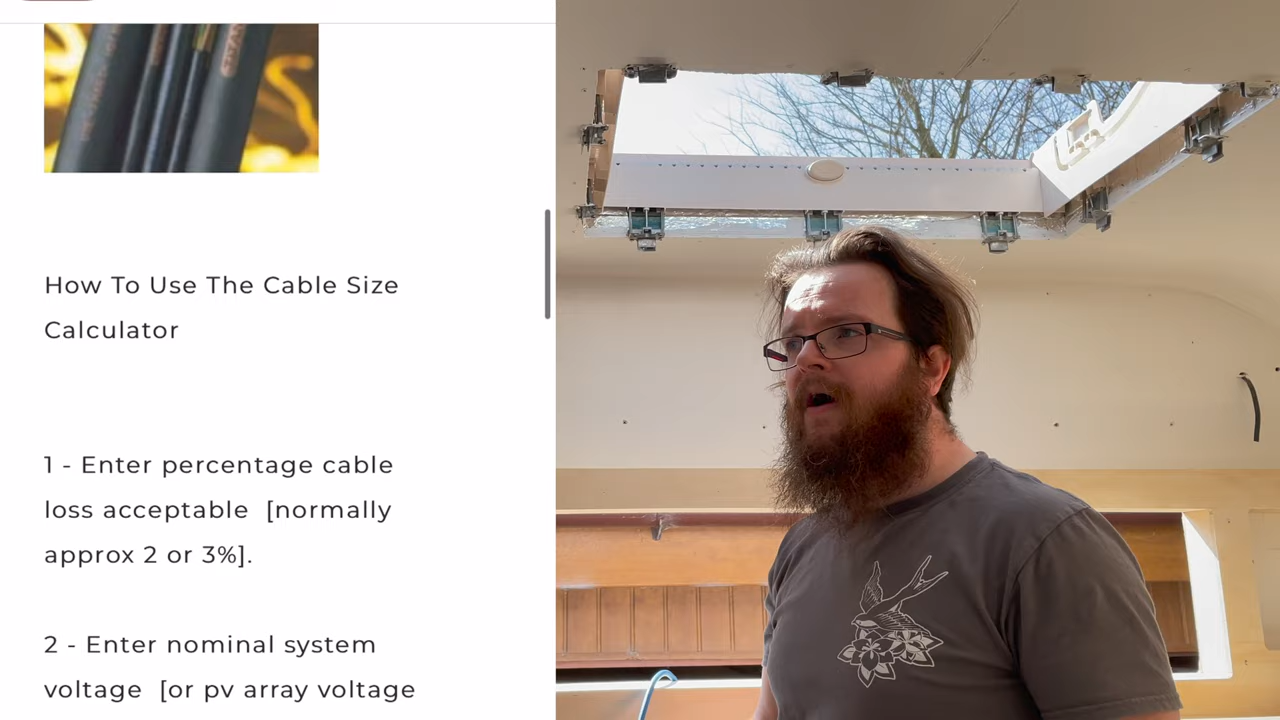 How To Use The Cable Size
Calculator
1 - Enter percentage cable
loss acceptable [normally
approx 2 or 3%].
2 - Enter nominal system
voltage [or pv array voltage